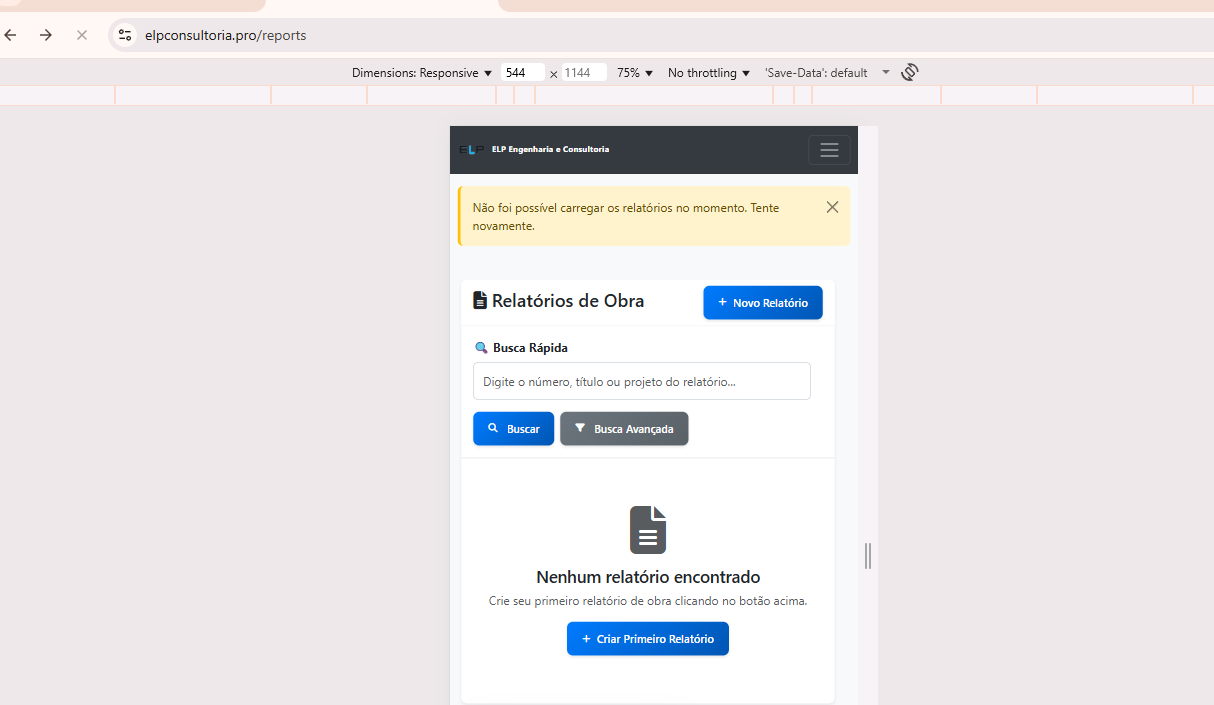 elpconsultoria.pro/reports
Dimensions: Responsive 544 × 1144 75% No throttling 'Save-Data': default
ELP ELP Engenharia e Consultoria
Não foi possível carregar os relatórios no momento. Tente
novamente.
Relatórios de Obra
+ Novo Relatório
Busca Rápida
Digite o número, título ou projeto do relatório...
Buscar
Busca Avançada
Nenhum relatório encontrado
Crie seu primeiro relatório de obra clicando no botão acima.
+ Criar Primeiro Relatório